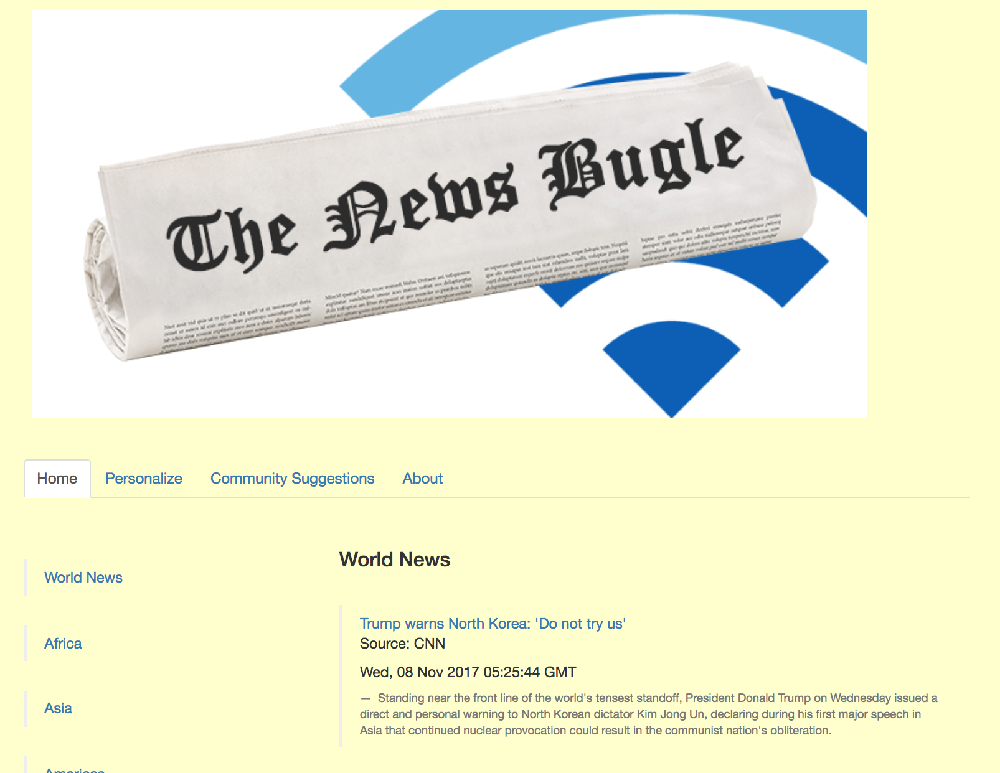 The News Bugle
Home
Personalize
Community Suggestions
About
World News
Africa
Asia
Americas
World News
Trump warns North Korea: 'Do not try us'
Source: CNN
Wed, 08 Nov 2017 05:25:44 GMT
— Standing near the front line of the world's tensest standoff, President Donald Trump on Wednesday issued a
direct and personal warning to North Korean dictator Kim Jong Un, declaring during his first major speech in
Asia that continued nuclear provocation could result in the communist nation's obliteration.